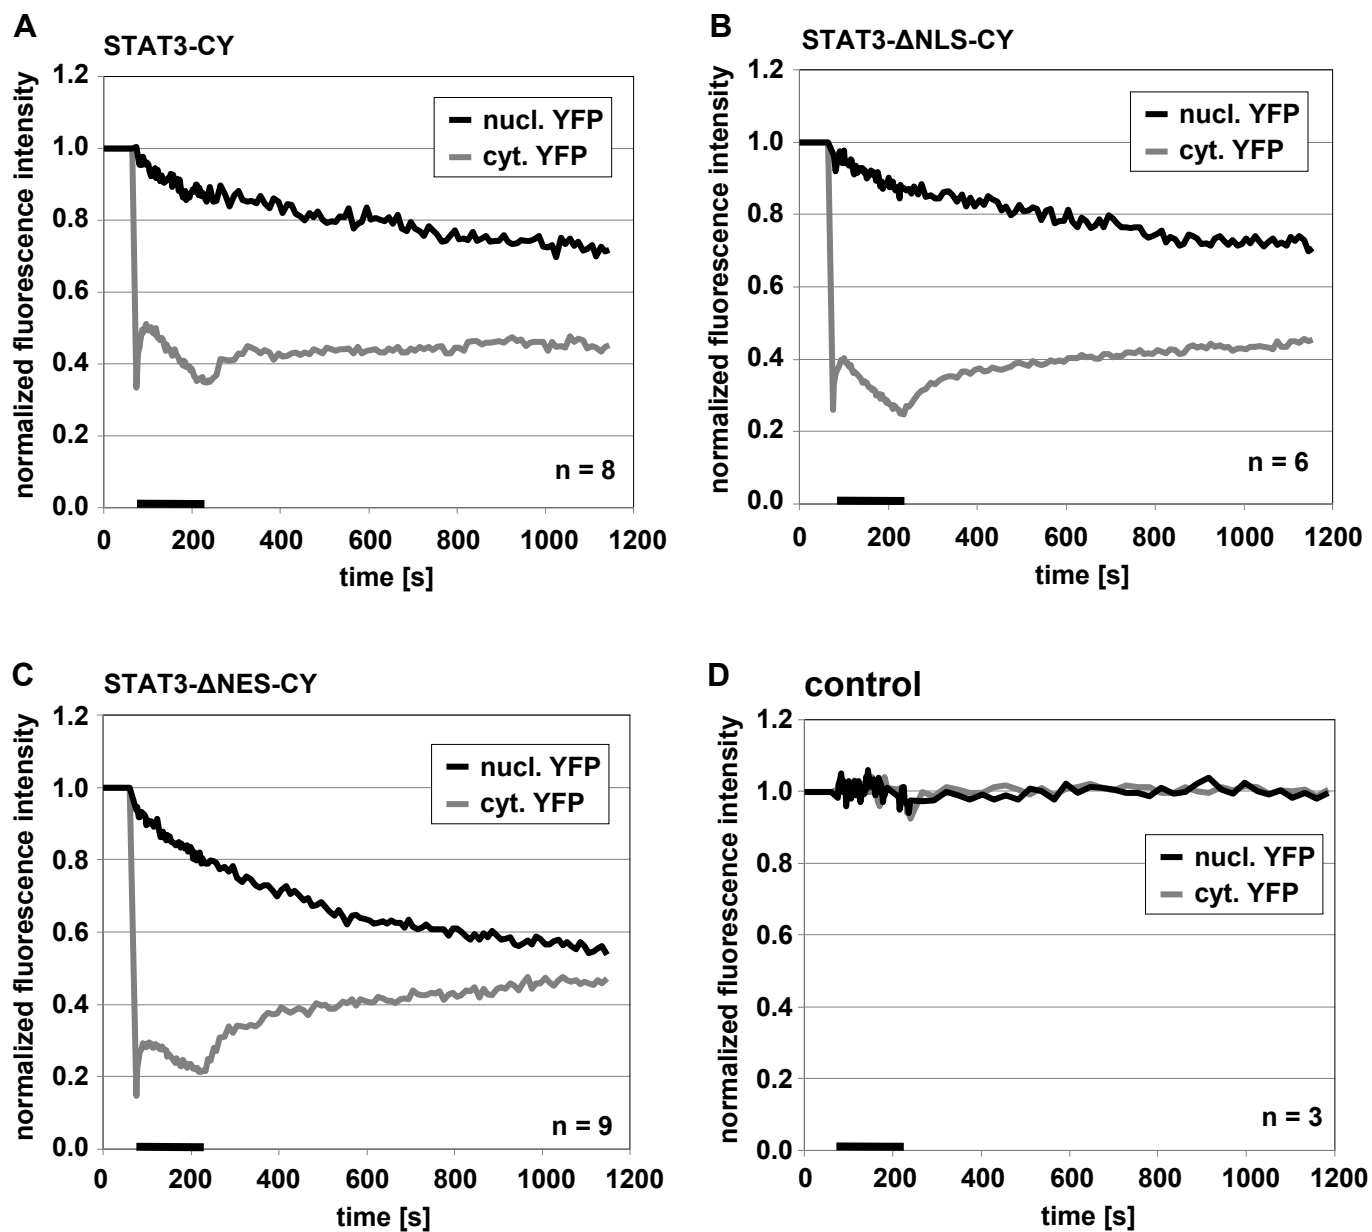 A
STAT3-CY
normalized fluorescence intensity
1.2
1.0
0.8
0.6
0.4
0.2
0.0
nucl. YFP
cyt. YFP
n = 8
0 200 400 600 800 1000 1200
time [s]
B
STAT3-ΔNLS-CY
normalized fluorescence intensity
1.2
1.0
0.8
0.6
0.4
0.2
0.0
nucl. YFP
cyt. YFP
n = 6
0 200 400 600 800 1000 1200
time [s]
C
STAT3-ΔNES-CY
normalized fluorescence intensity
1.2
1.0
0.8
0.6
0.4
0.2
0.0
nucl. YFP
cyt. YFP
n = 9
0 200 400 600 800 1000 1200
time [s]
D
control
normalized fluorescence intensity
1.2
1.0
0.8
0.6
0.4
0.2
0.0
nucl. YFP
cyt. YFP
n = 3
0 200 400 600 800 1000 1200
time [s]